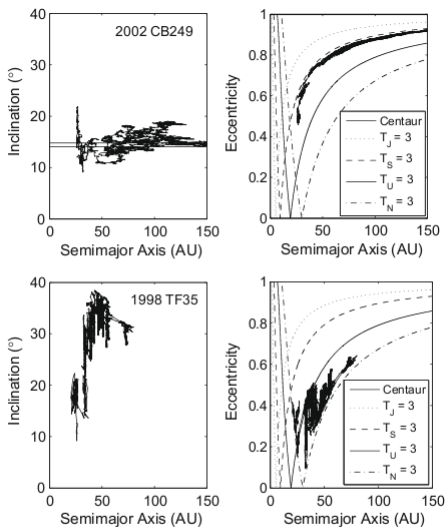 2002 CB249
Inclination (°)
40
30
20
10
0
0 50 100 150
Semimajor Axis (AU)
Eccentricity
1
0.8
0.6
0.4
0.2
0
0 50 100 150
Semimajor Axis (AU)
Centaur
T_J = 3
T_S = 3
T_U = 3
T_N = 3
1998 TF35
Inclination (°)
40
30
20
10
0
0 50 100 150
Semimajor Axis (AU)
Eccentricity
1
0.8
0.6
0.4
0.2
0
0 50 100 150
Semimajor Axis (AU)
Centaur
T_J = 3
T_S = 3
T_U = 3
T_N = 3